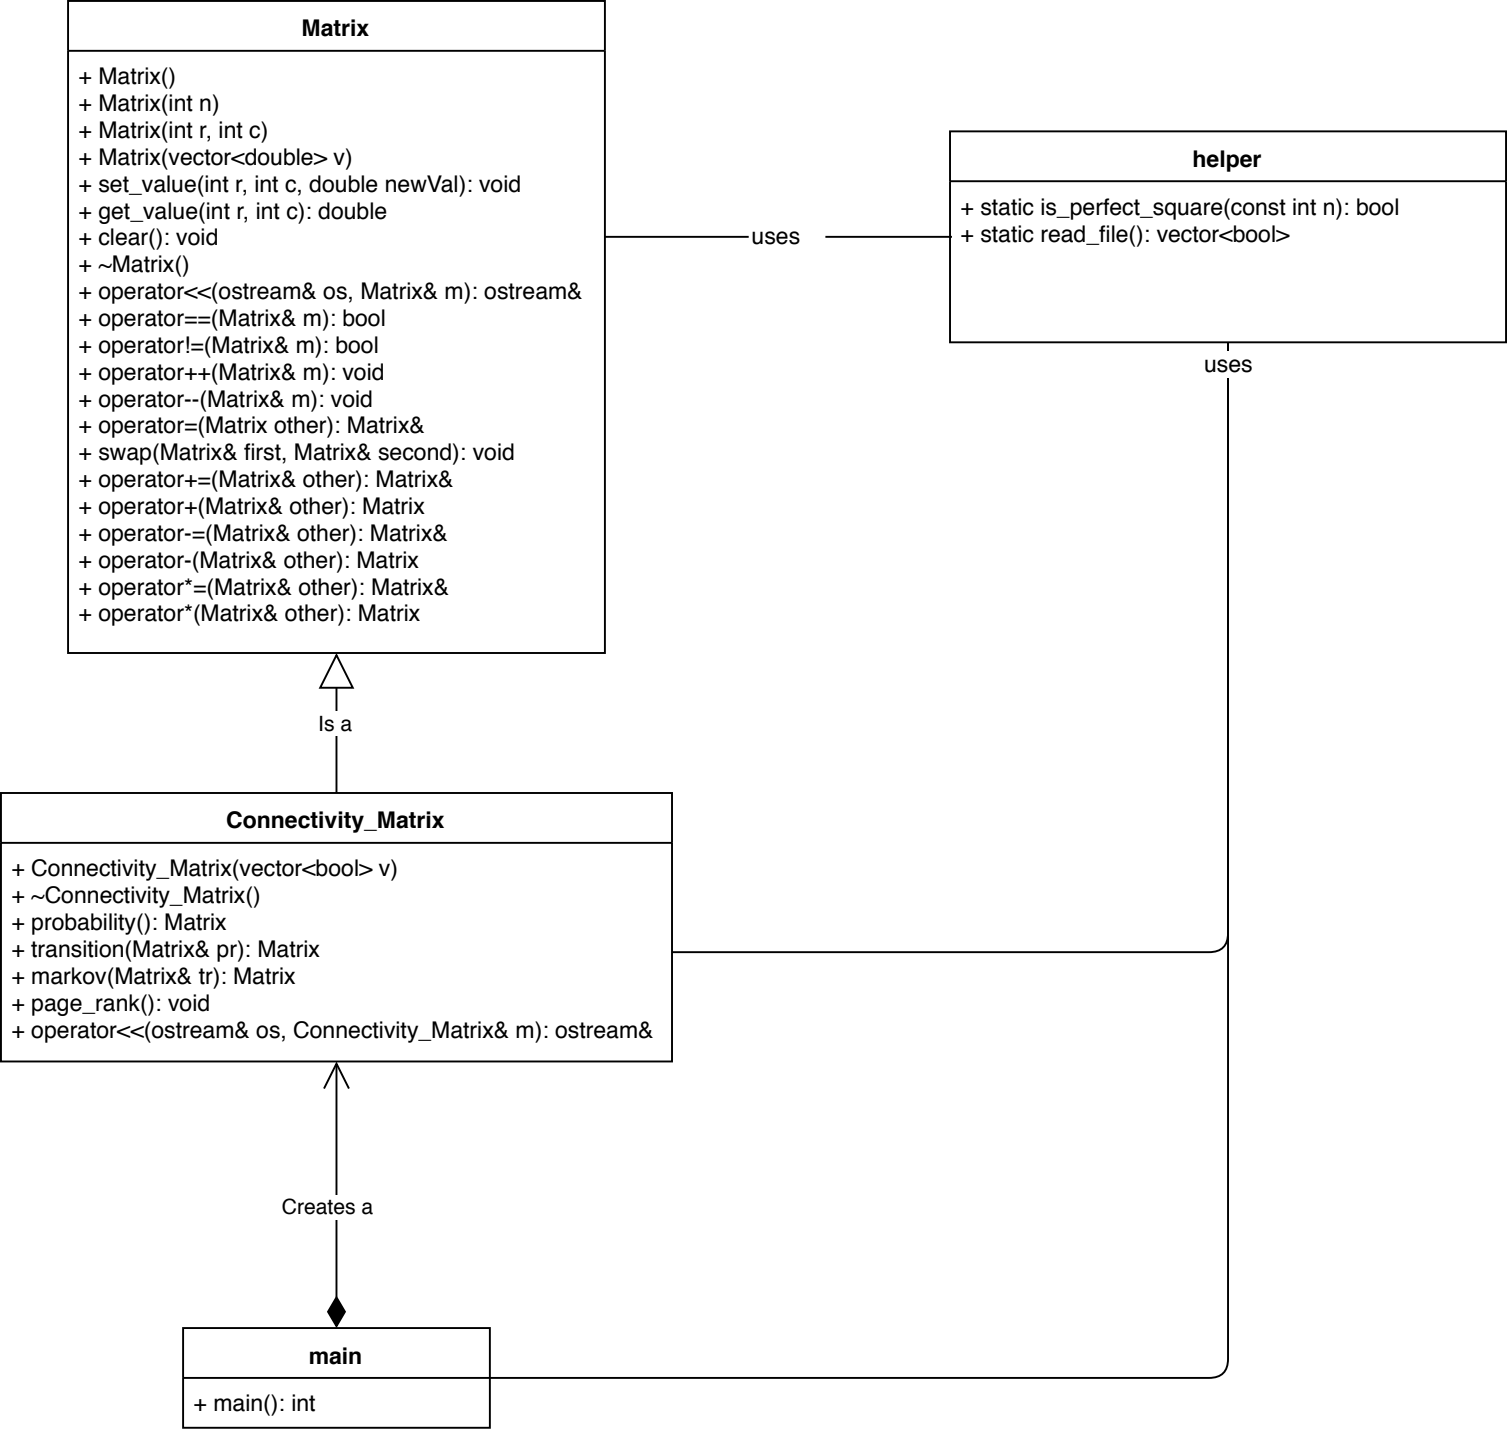 Matrix
+ Matrix()
+ Matrix(int n)
+ Matrix(int r, int c)
+ Matrix(vector<double> v)
+ set_value(int r, int c, double newVal): void
+ get_value(int r, int c): double
+ clear(): void
+ ~Matrix()
+ operator<<(ostream& os, Matrix& m): ostream&
+ operator==(Matrix& m): bool
+ operator!=(Matrix& m): bool
+ operator++(Matrix& m): void
+ operator--(Matrix& m): void
+ operator=(Matrix other): Matrix&
+ swap(Matrix& first, Matrix& second): void
+ operator+=(Matrix& other): Matrix&
+ operator+(Matrix& other): Matrix
+ operator-=(Matrix& other): Matrix&
+ operator-(Matrix& other): Matrix
+ operator*=(Matrix& other): Matrix&
+ operator*(Matrix& other): Matrix
uses
helper
+ static is_perfect_square(const int n): bool
+ static read_file(): vector<bool>
uses
Is a
Connectivity_Matrix
+ Connectivity_Matrix(vector<bool> v)
+ ~Connectivity_Matrix()
+ probability(): Matrix
+ transition(Matrix& pr): Matrix
+ markov(Matrix& tr): Matrix
+ page_rank(): void
+ operator<<(ostream& os, Connectivity_Matrix& m): ostream&
Creates a
main
+ main(): int